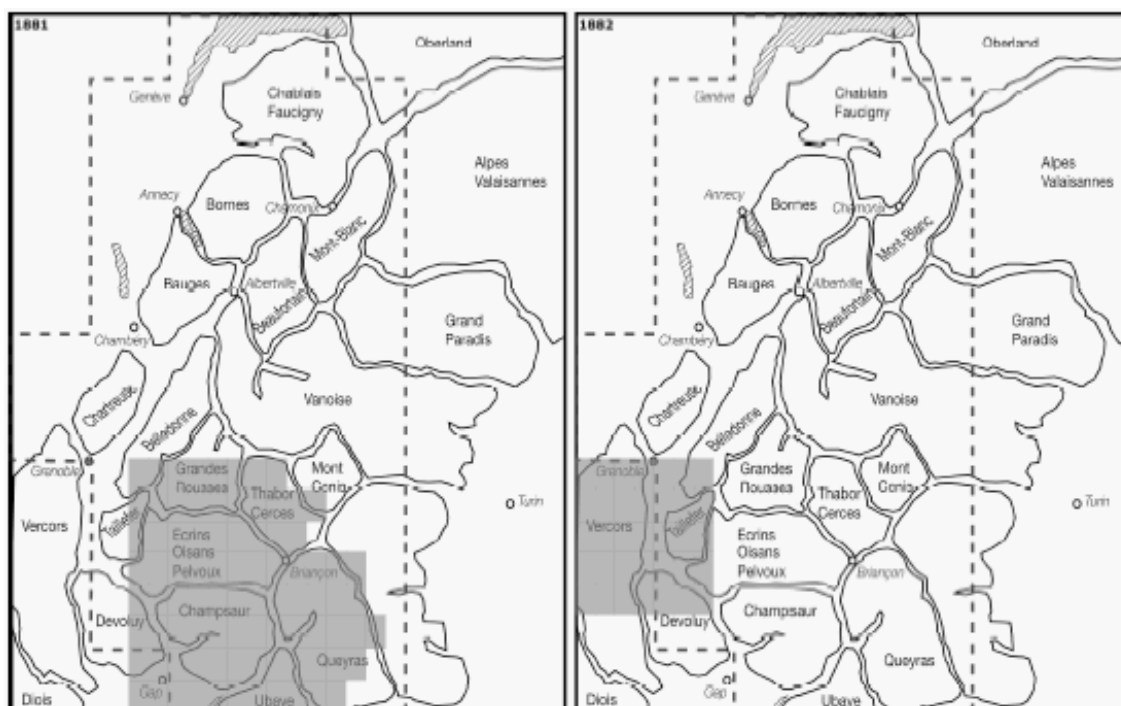 1881
Oberland
Genève
Chablais
Faucigny
Alpes
Valaisannes
Annecy
Bornes
Chamonix
Mont-Blanc
Bauges
Albertville
Beaufortain
Grand
Paradis
Chambéry
Chartreuse
Belledonne
Vanoise
Grenoble
Grandes
Rousses
Mont
Cenis
Thabor
Cerces
Turin
Vercors
Taillefer
Ecrins
Oisans
Pelvoux
Briançon
Devoluy
Champsaur
Queyras
Gap
Diois
Ubaye
1882
Oberland
Genève
Chablais
Faucigny
Alpes
Valaisannes
Annecy
Bornes
Chamonix
Mont-Blanc
Bauges
Albertville
Beaufortain
Grand
Paradis
Chambéry
Chartreuse
Belledonne
Vanoise
Grenoble
Grandes
Rousses
Mont
Cenis
Thabor
Cerces
Turin
Vercors
Taillefer
Ecrins
Oisans
Pelvoux
Briançon
Devoluy
Champsaur
Queyras
Gap
Diois
Ubaye